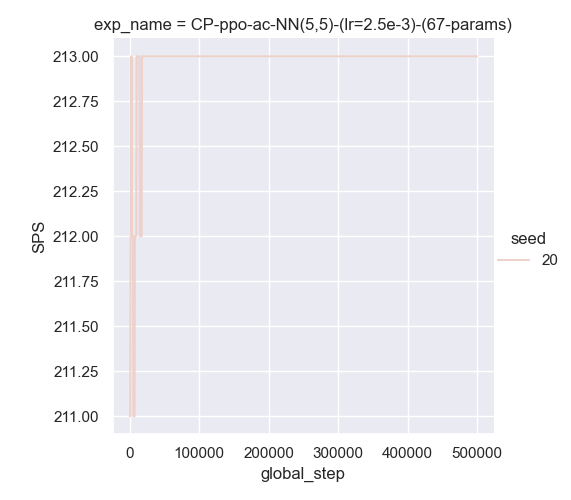 exp_name = CP-ppo-ac-NN(5,5)-(lr=2.5e-3)-(67-params)
213.00
212.75
212.50
212.25
212.00
211.75
211.50
211.25
211.00
SPS
0 100000 200000 300000 400000 500000
global_step
seed
20